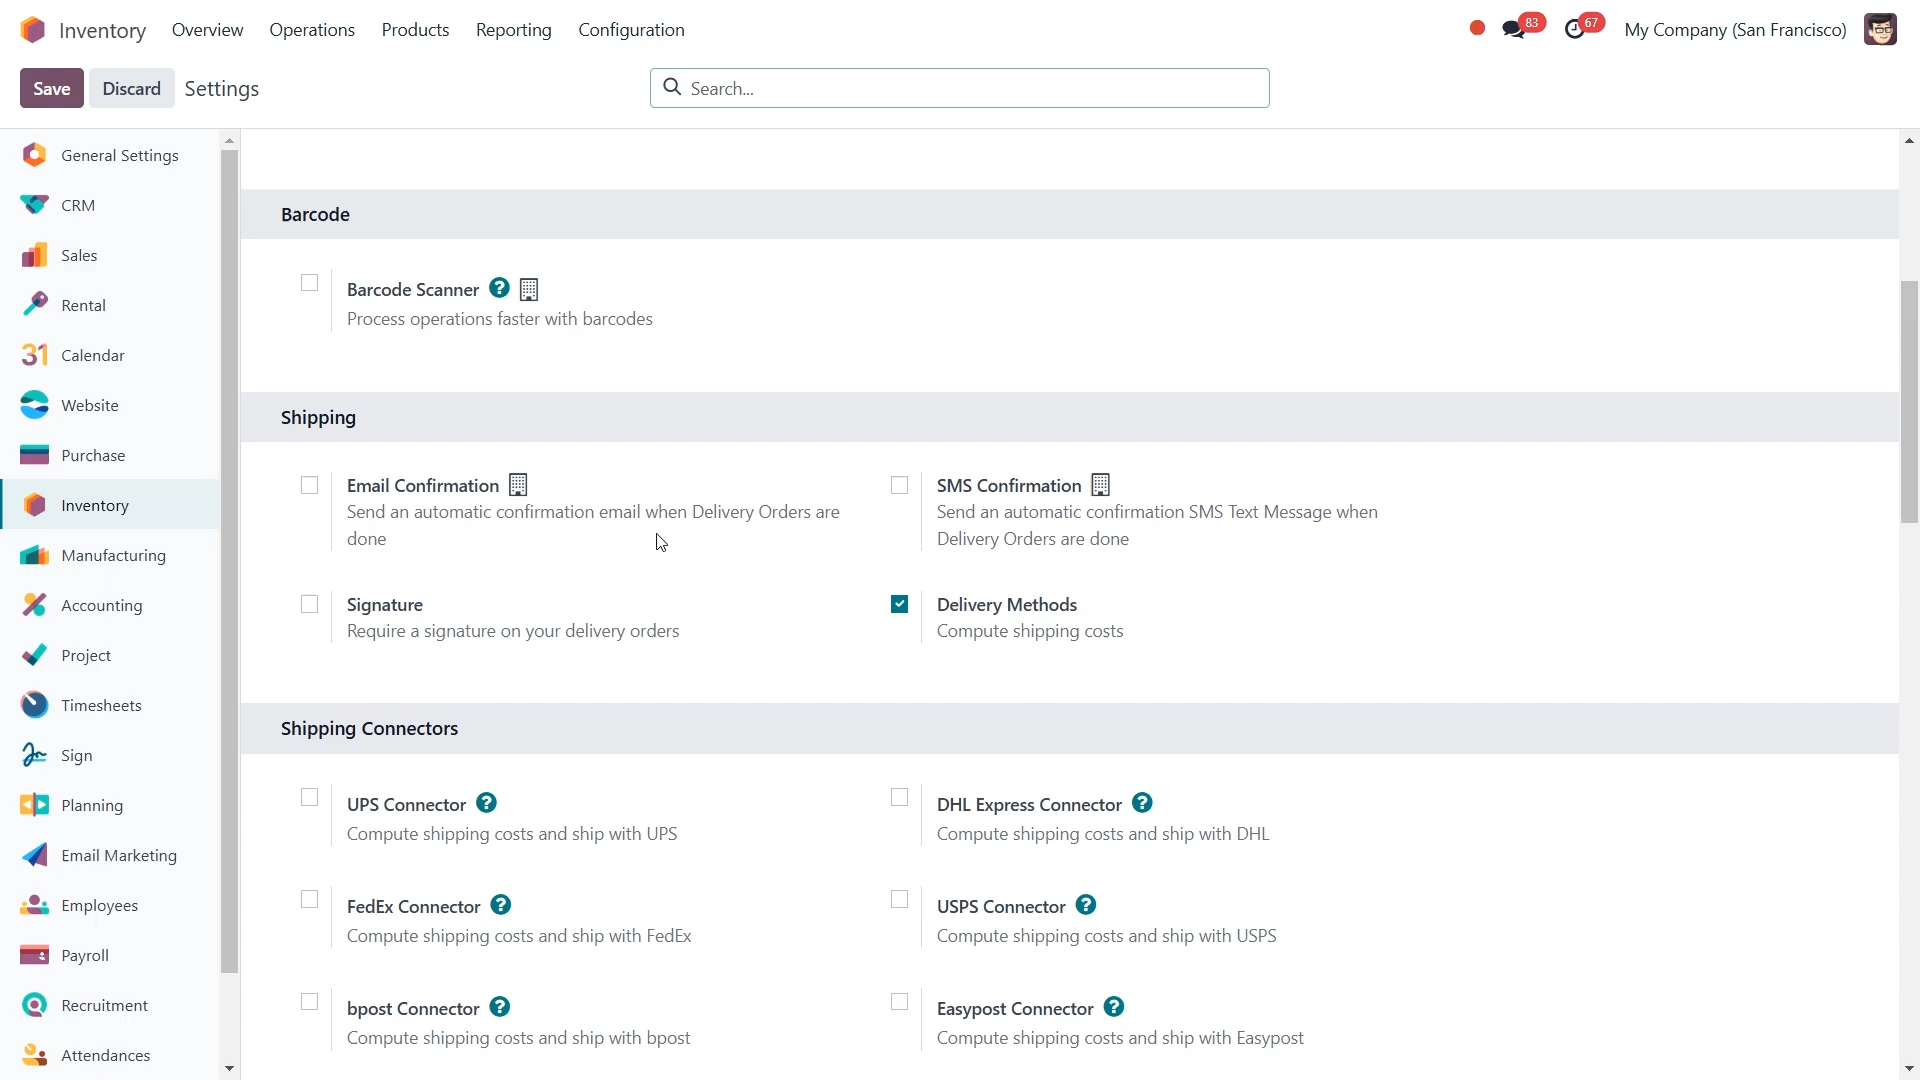 Inventory Overview Operations Products Reporting Configuration 83 67 My Company (San Francisco)
Save Discard Settings Search...
General Settings
CRM
Sales
Rental
31 Calendar
Website
Purchase
Inventory
Manufacturing
Accounting
Project
Timesheets
Sign
Planning
Email Marketing
Employees
Payroll
Recruitment
Attendances
Barcode
Barcode Scanner ?
Process operations faster with barcodes
Shipping
Email Confirmation
Send an automatic confirmation email when Delivery Orders are
done
SMS Confirmation
Send an automatic confirmation SMS Text Message when
Delivery Orders are done
Signature
Require a signature on your delivery orders
Delivery Methods
Compute shipping costs
Shipping Connectors
UPS Connector ?
Compute shipping costs and ship with UPS
DHL Express Connector ?
Compute shipping costs and ship with DHL
FedEx Connector ?
Compute shipping costs and ship with FedEx
USPS Connector ?
Compute shipping costs and ship with USPS
bpost Connector ?
Compute shipping costs and ship with bpost
Easypost Connector ?
Compute shipping costs and ship with Easypost